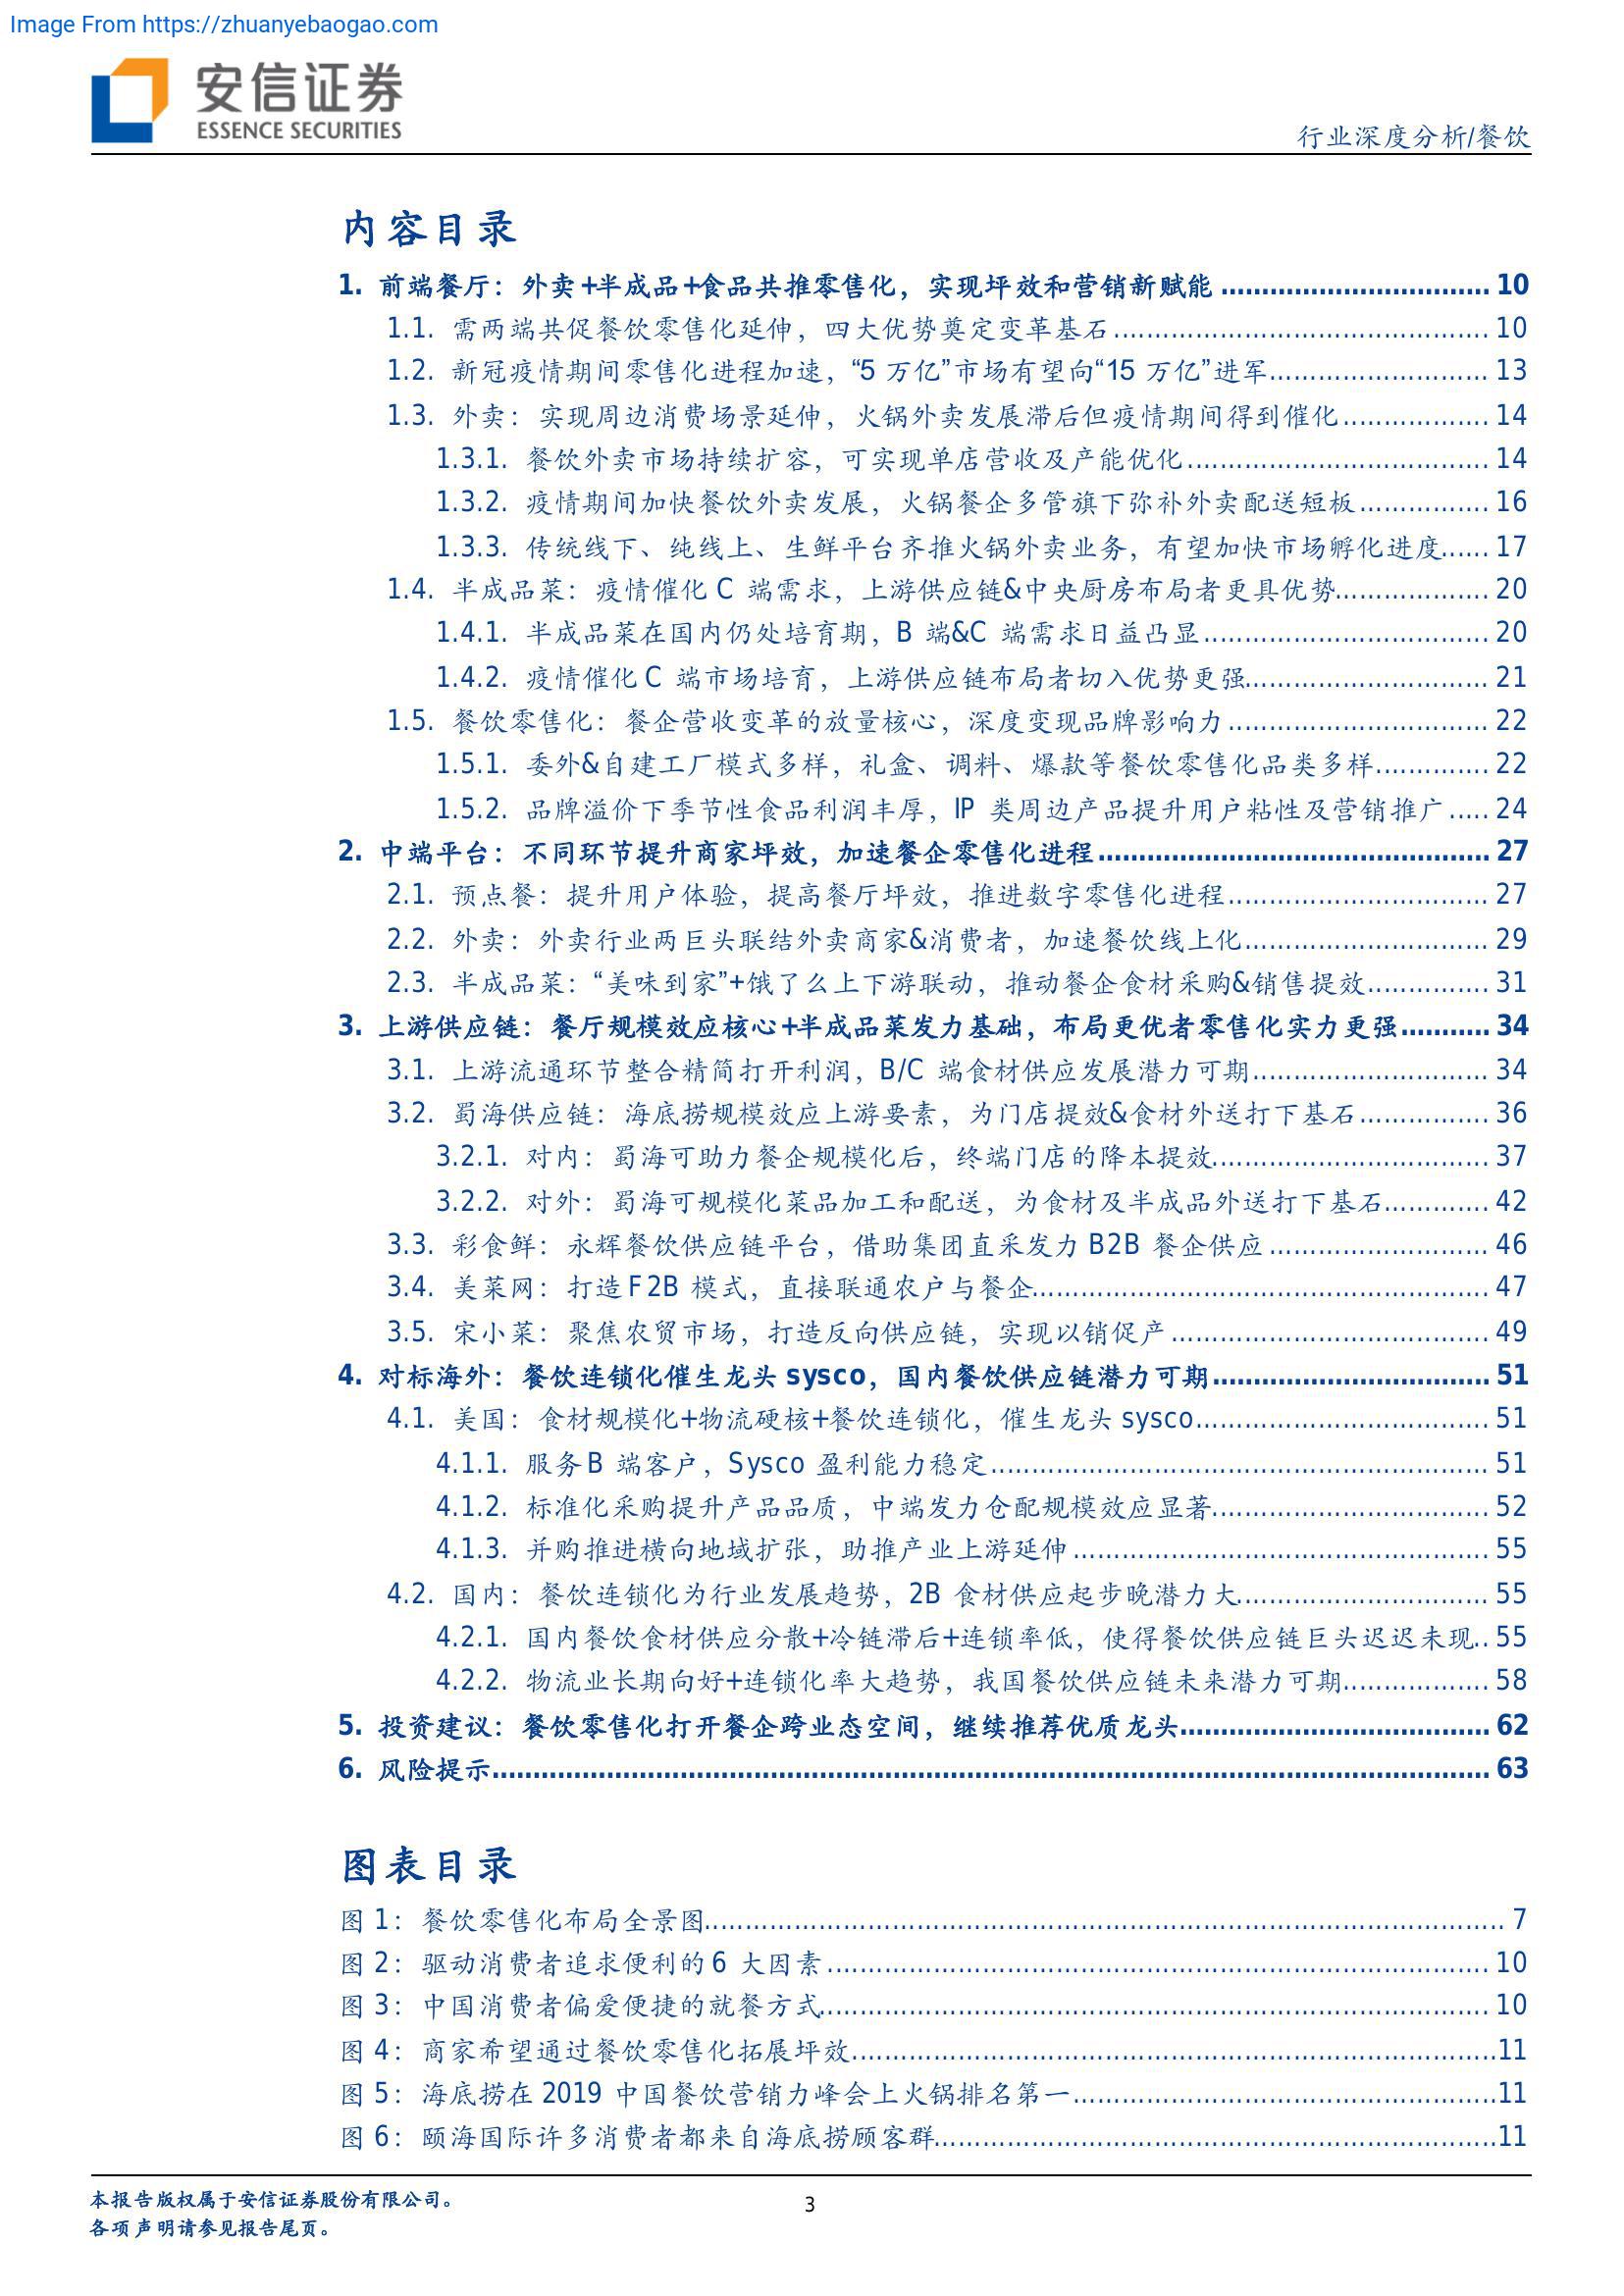 Image From https://zhuanyebaogao.com
安信证券
ESSENCE SECURITIES
行业深度分析/餐饮
内容目录
1. 前端餐厅：外卖+半成品+食品共推零售化，实现坪效和营销新赋能 ................................ 10
1.1. 需两端共促餐饮零售化延伸，四大优势奠定变革基石 ................................ 10
1.2. 新冠疫情期间零售化进程加速，“5 万亿”市场有望向“15 万亿”进军 ................................ 13
1.3. 外卖：实现周边消费场景延伸，火锅外卖发展滞后但疫情期间得到催化 .................. 14
1.3.1. 餐饮外卖市场持续扩容，可实现单店营收及产能优化 .................................. 14
1.3.2. 疫情期间加快餐饮外卖发展，火锅餐企多管旗下弥补外卖配送短板 ................ 16
1.3.3. 传统线下、纯线上、生鲜平台齐推火锅外卖业务，有望加快市场孵化进度 ...... 17
1.4. 半成品菜：疫情催化 C 端需求，上游供应链&中央厨房布局者更具优势 ................... 20
1.4.1. 半成品菜在国内仍处培育期，B 端&C 端需求日益凸显 ................................... 20
1.4.2. 疫情催化 C 端市场培育，上游供应链布局者切入优势更强 .............................. 21
1.5. 餐饮零售化：餐企营收变革的放量核心，深度变现品牌影响力 ................................ 22
1.5.1. 委外&自建工厂模式多样，礼盒、调料、爆款等餐饮零售化品类多样 .............. 22
1.5.2. 品牌溢价下季节性食品利润丰厚，IP 类周边产品提升用户粘性及营销推广 ..... 24
2. 中端平台：不同环节提升商家坪效，加速餐企零售化进程 ................................................ 27
2.1. 预点餐：提升用户体验，提高餐厅坪效，推进数字零售化进程 ................................ 27
2.2. 外卖：外卖行业两巨头联结外卖商家&消费者，加速餐饮线上化 .............................. 29
2.3. 半成品菜：“美味到家”+饿了么上下游联动，推动餐企食材采购&销售提效 ............... 31
3. 上游供应链：餐厅规模效应核心+半成品菜发力基础，布局更优者零售化实力更强 ........... 34
3.1. 上游流通环节整合精简打开利润，B/C 端食材供应发展潜力可期 ............................. 34
3.2. 蜀海供应链：海底捞规模效应上游要素，为门店提效&食材外送打下基石 ................ 36
3.2.1. 对内：蜀海可助力餐企规模化后，终端门店的降本提效 .................................. 37
3.2.2. 对外：蜀海可规模化菜品加工和配送，为食材及半成品外送打下基石 ............. 42
3.3. 彩食鲜：永辉餐饮供应链平台，借助集团直采发力 B2B 餐企供应 ........................... 46
3.4. 美菜网：打造 F2B 模式，直接联通农户与餐企 ........................................................ 47
3.5. 宋小菜：聚焦农贸市场，打造反向供应链，实现以销促产 ....................................... 49
4. 对标海外：餐饮连锁化催生龙头 sysco，国内餐饮供应链潜力可期 .................................. 51
4.1. 美国：食材规模化+物流硬核+餐饮连锁化，催生龙头 sysco .................................... 51
4.1.1. 服务 B 端客户，Sysco 盈利能力稳定 ............................................................. 51
4.1.2. 标准化采购提升产品品质，中端发力仓配规模效应显著 .................................. 52
4.1.3. 并购推进横向地域扩张，助推产业上游延伸 ................................................... 55
4.2. 国内：餐饮连锁化为行业发展趋势，2B 食材供应起步晚潜力大 ............................... 55
4.2.1. 国内餐饮食材供应分散+冷链滞后+连锁率低，使得餐饮供应链巨头迟迟未现 .. 55
4.2.2. 物流业长期向好+连锁化率大趋势，我国餐饮供应链未来潜力可期 .................. 58
5. 投资建议：餐饮零售化打开餐企跨业态空间，继续推荐优质龙头 ...................................... 62
6. 风险提示 .......................................................................................................................... 63
图表目录
图 1：餐饮零售化布局全景图 .................................................................................................. 7
图 2：驱动消费者追求便利的 6 大因素 ................................................................................. 10
图 3：中国消费者偏爱便捷的就餐方式 .................................................................................. 10
图 4：商家希望通过餐饮零售化拓展坪效 .............................................................................. 11
图 5：海底捞在 2019 中国餐饮营销力峰会上火锅排名第一 .................................................... 11
图 6：颐海国际许多消费者都来自海底捞顾客群 ..................................................................... 11
本报告版权属于安信证券股份有限公司。
3
各项声明请参见报告尾页。